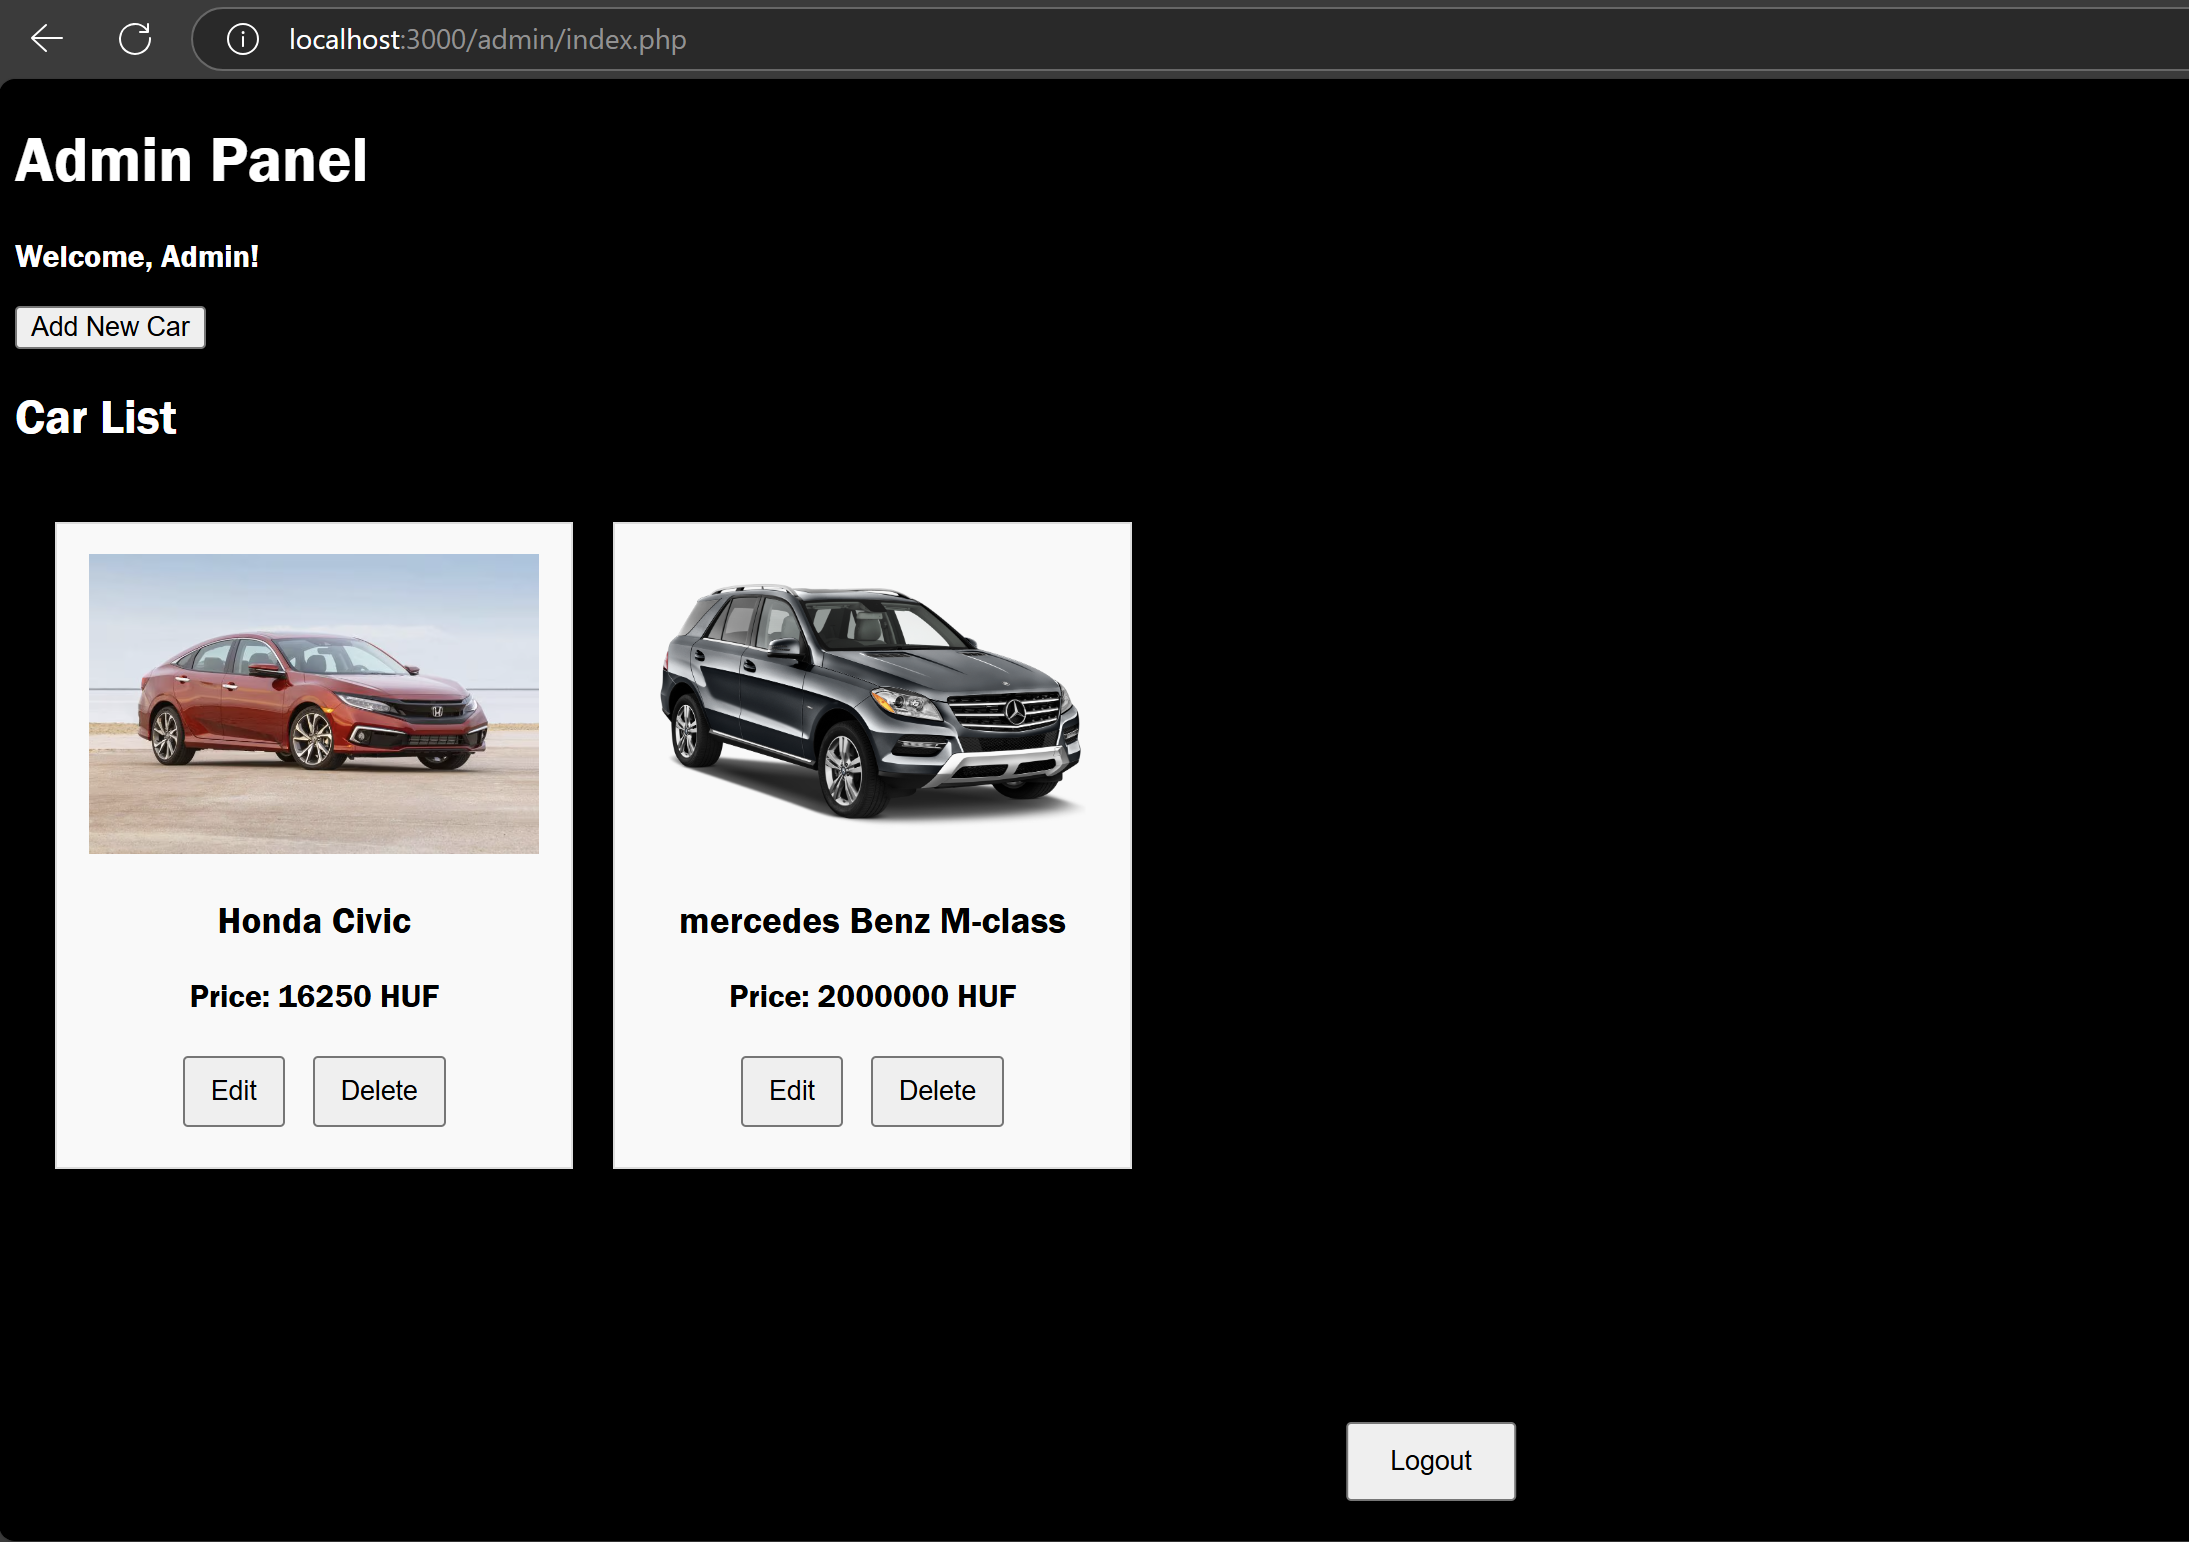 localhost:3000/admin/index.php
Admin Panel
Welcome, Admin!
Add New Car
Car List
Honda Civic
Price: 16250 HUF
Edit
Delete
mercedes Benz M-class
Price: 2000000 HUF
Edit
Delete
Logout